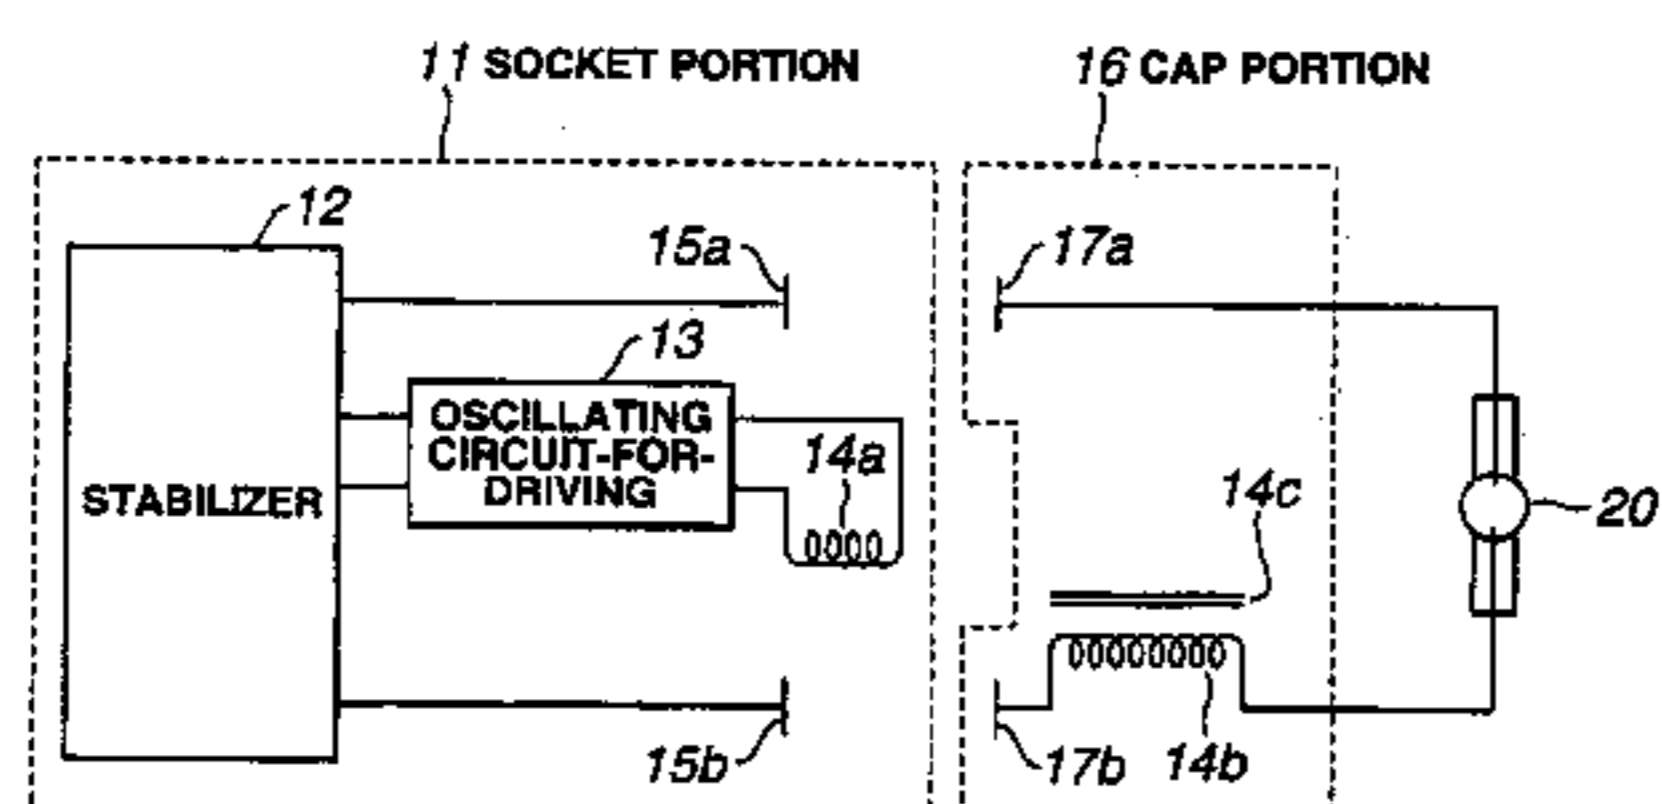 11 SOCKET PORTION
16 CAP PORTION
12
15a
17a
13
OSCILLATING
CIRCUIT-FOR-
DRIVING
14a
STABILIZER
14c
20
15b
17b
14b